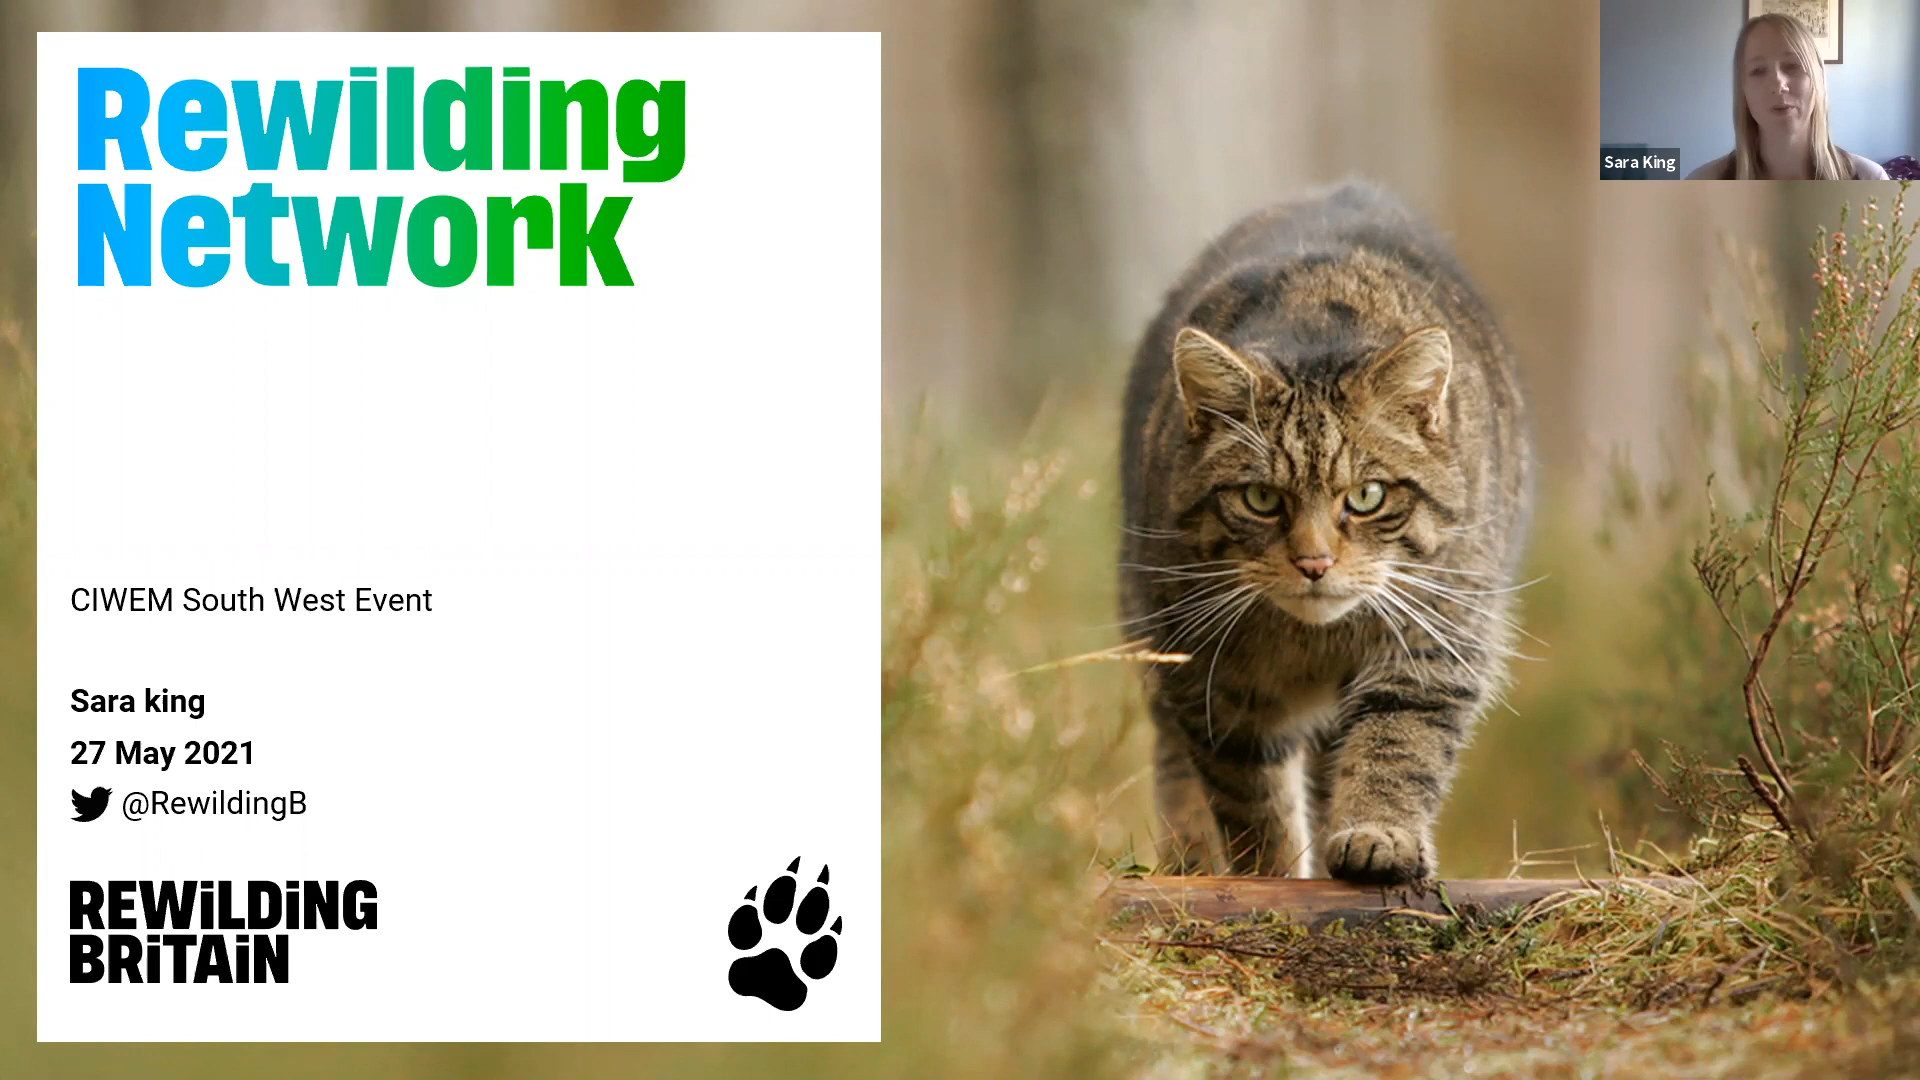 Rewilding
Network
CIWEM South West Event
Sara king
27 May 2021
@RewildingB
REWiLDiNG
BRiTAiN
Sara King